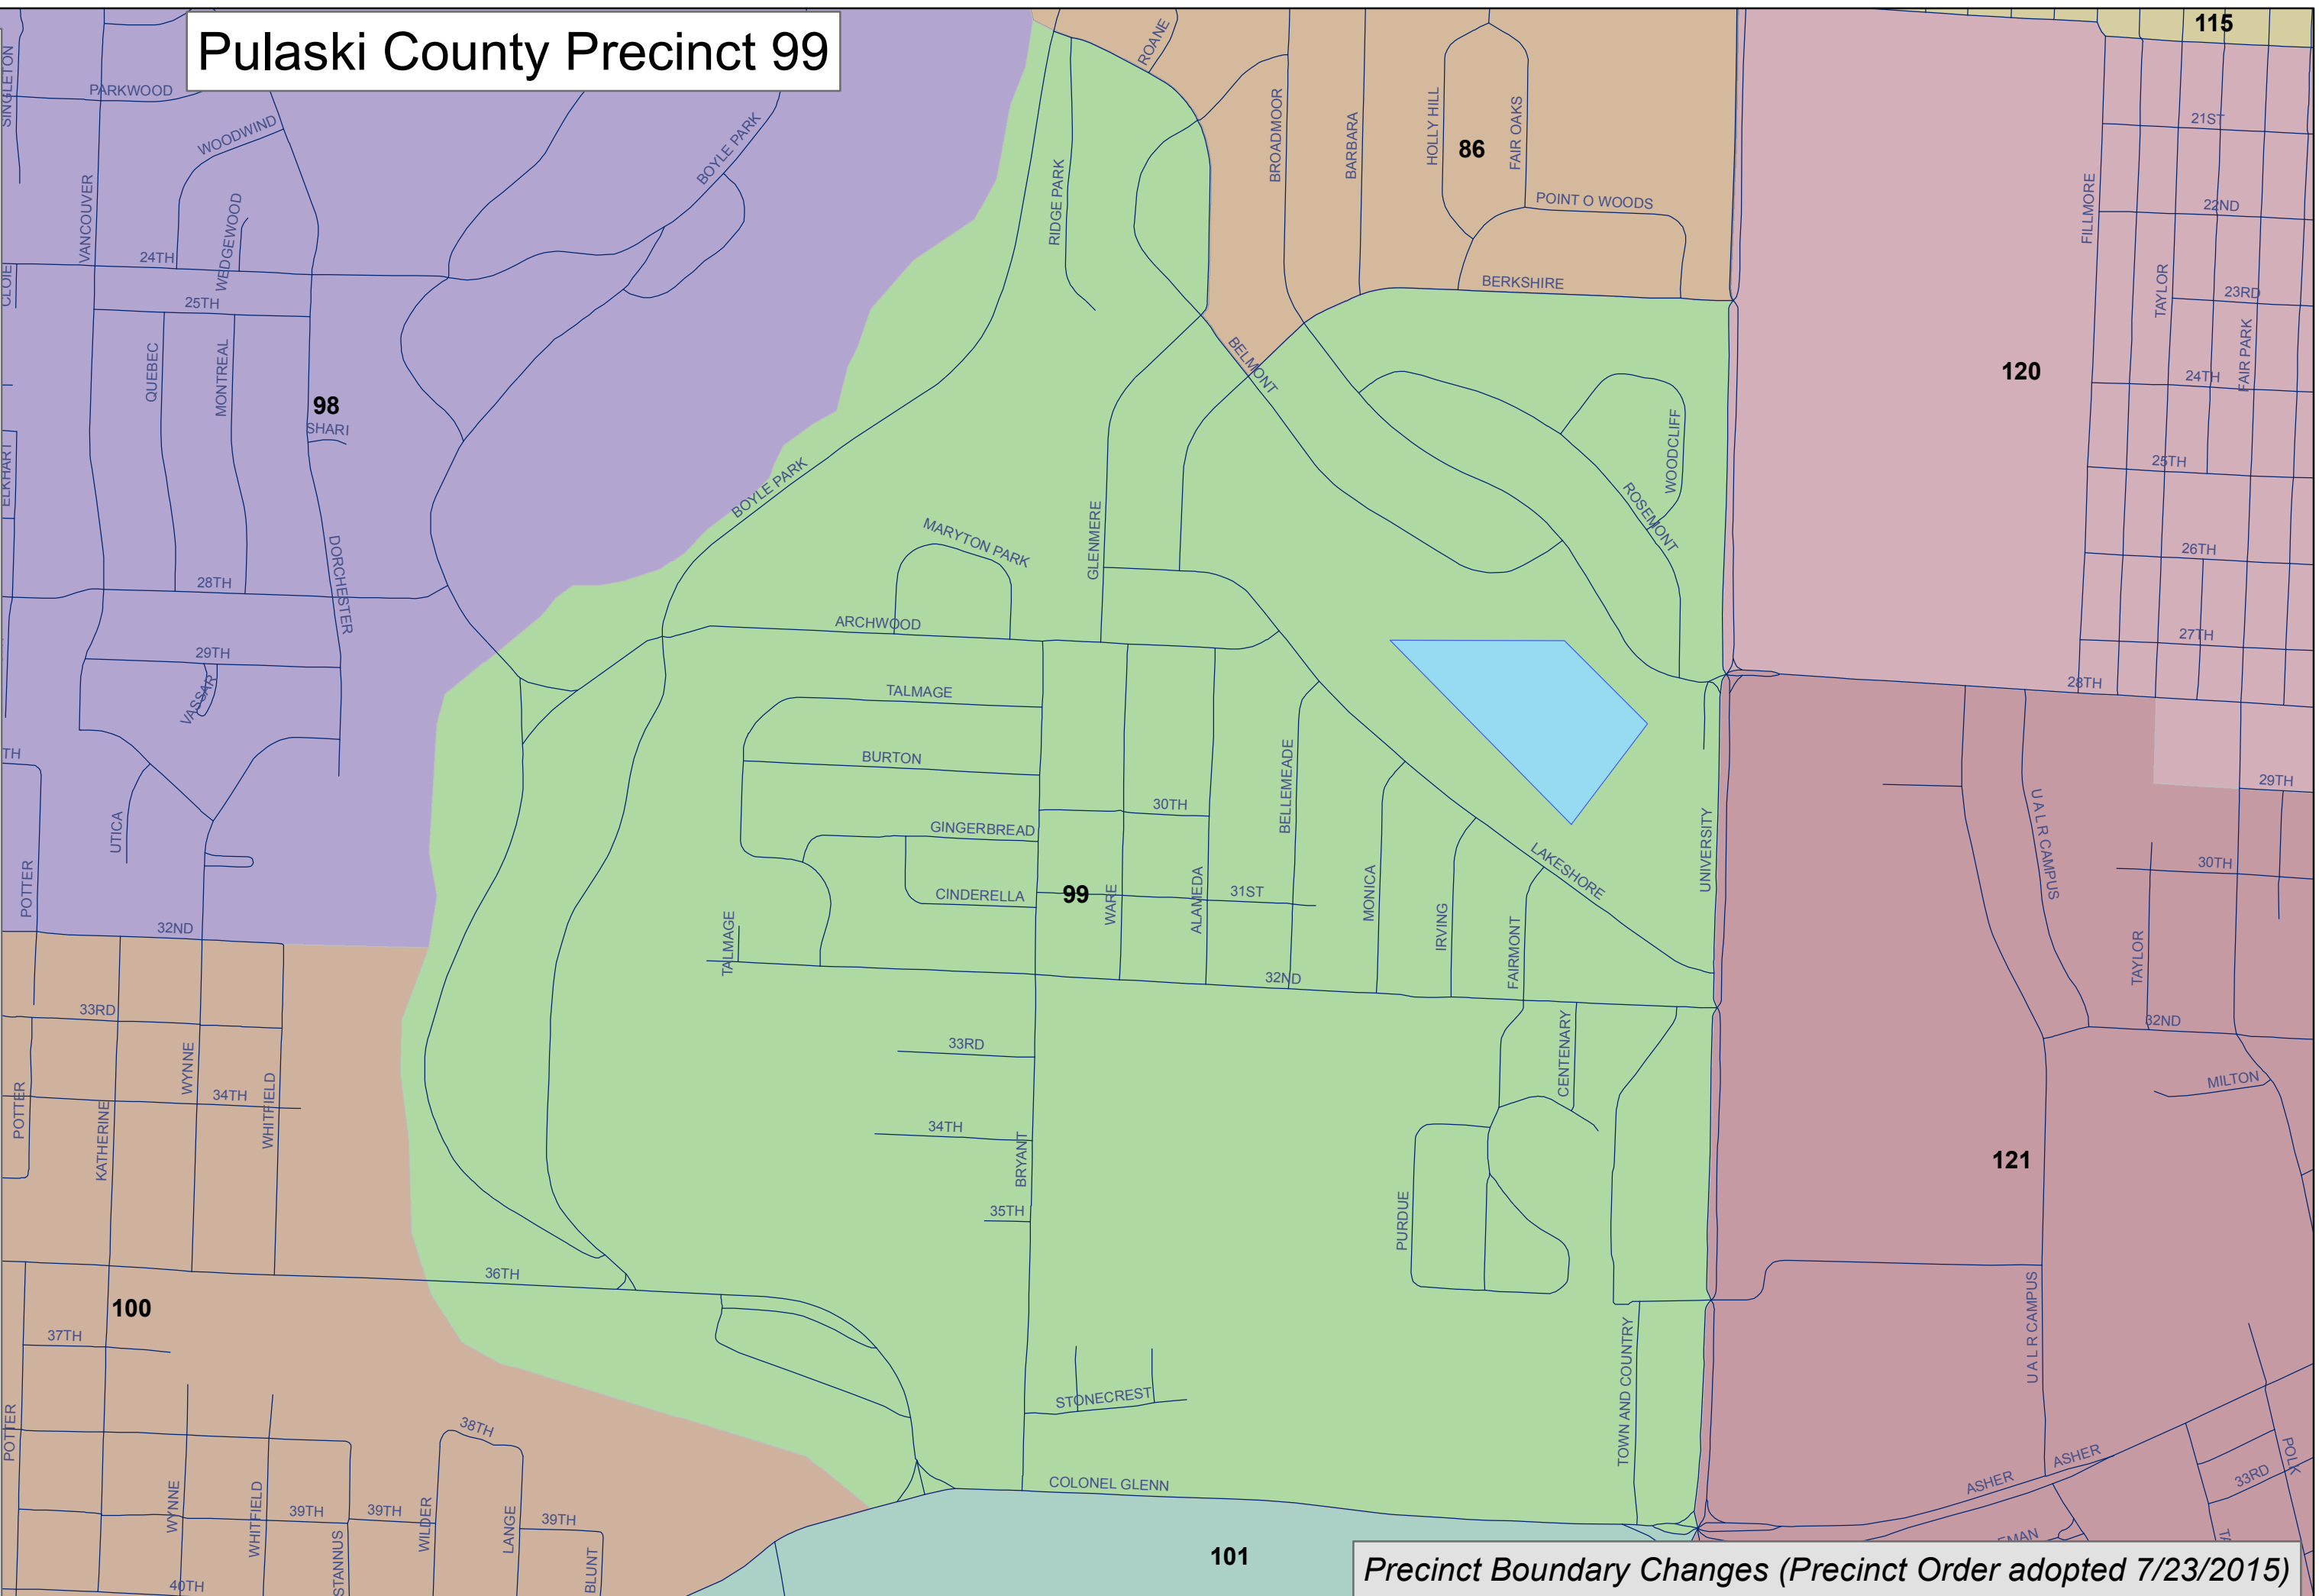 Pulaski County Precinct 99
115
SINGLETON
PARKWOOD
WOODWIND
BOYLE PARK
ROANE
BROADMOOR
BARBARA
HOLLY HILL
86
FAIR OAKS
21ST
VANCOUVER
WEDGEWOOD
RIDGE PARK
POINT O WOODS
FILLMORE
22ND
24TH
CLOIE
25TH
BERKSHIRE
TAYLOR
23RD
QUEBEC
MONTREAL
98
SHARI
BELMONT
120
FAIR PARK
24TH
ELKHART
BOYLE PARK
WOODCLIFF
ROSEMONT
25TH
DORCHESTER
MARYTON PARK
GLENMERE
26TH
28TH
ARCHWOOD
27TH
29TH
VASSAR
TALMAGE
28TH
TH
BURTON
BELLEMEADE
29TH
UTICA
30TH
GINGERBREAD
UNIVERSITY
U A L R CAMPUS
POTTER
CINDERELLA
99
WARE
ALAMEDA
31ST
MONICA
IRVING
LAKESHORE
30TH
32ND
TALMAGE
32ND
FAIRMONT
TAYLOR
33RD
33RD
CENTENARY
32ND
POTTER
KATHERINE
WYNNE
34TH
WHITFIELD
34TH
BRYANT
MILTON
121
35TH
PURDUE
36TH
100
37TH
TOWN AND COUNTRY
U A L R CAMPUS
POTTER
38TH
STONECREST
ASHER
ASHER
POLK
33RD
WYNNE
WHITFIELD
39TH
STANNUS
39TH
WILDER
LANGE
39TH
BLUNT
COLONEL GLENN
40TH
101
EMAN
Precinct Boundary Changes (Precinct Order adopted 7/23/2015)